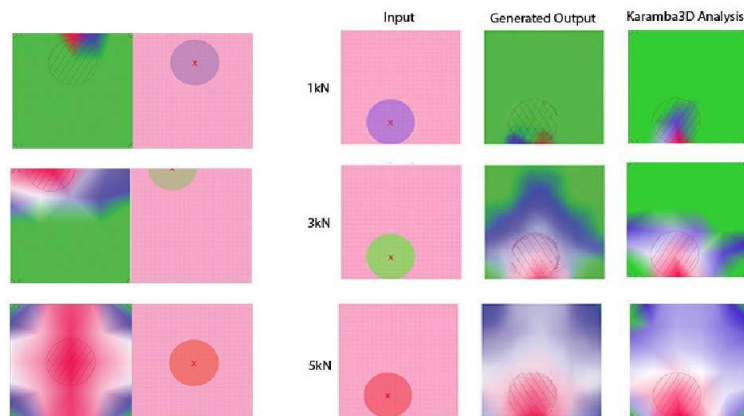 Input Generated Output Karamba3D Analysis
x
1kN
x
x
3kN
x
x
5kN
x